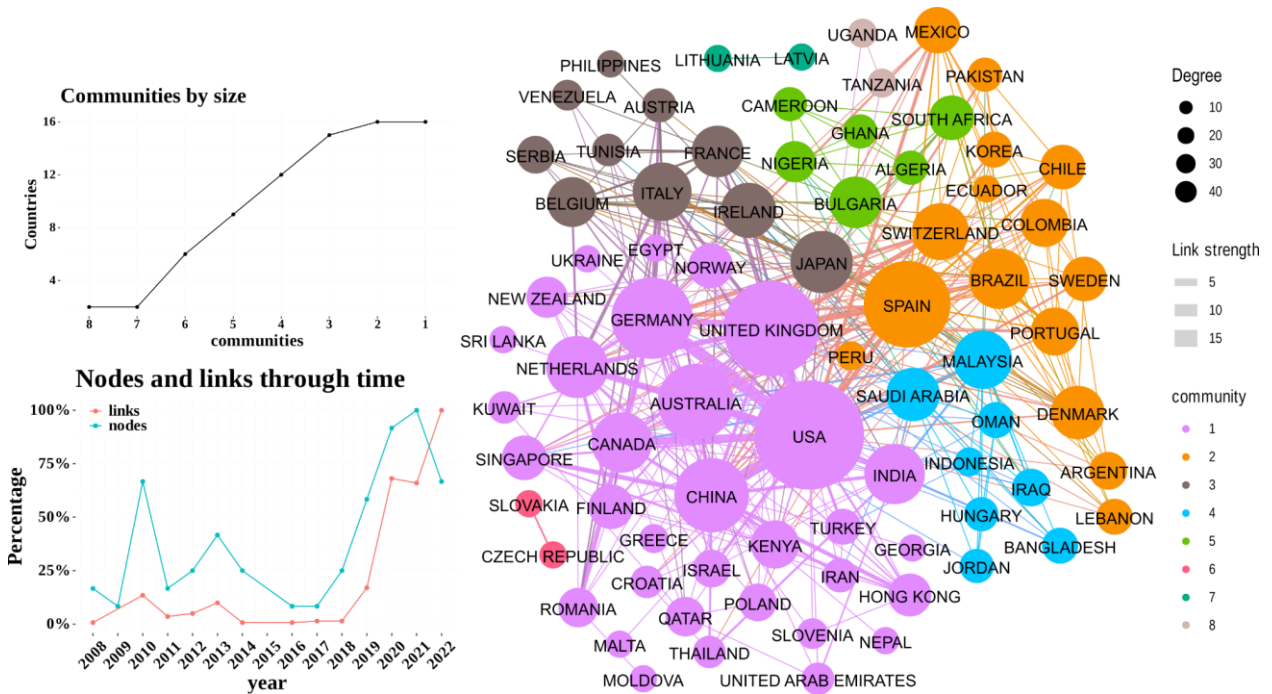 Communities by size
16
12
8
4
Countries
8 7 6 5 4 3 2 1
communities
Nodes and links through time
links
nodes
100%
75%
50%
25%
0%
Percentage
2008 2009 2010 2011 2012 2013 2014 2015 2016 2017 2018 2019 2020 2021 2022
year
UGANDA
MEXICO
LITHUANIA
LATVIA
PHILIPPINES
TANZANIA
PAKISTAN
VENEZUELA
AUSTRIA
CAMEROON
SOUTH AFRICA
GHANA
SERBIA
TUNISIA
FRANCE
NIGERIA
ALGERIA
KOREA
CHILE
ECUADOR
BELGIUM
ITALY
IRELAND
BULGARIA
SWITZERLAND
COLOMBIA
UKRAINE
EGYPT
NORWAY
JAPAN
BRAZIL
SWEDEN
NEW ZEALAND
GERMANY
UNITED KINGDOM
SPAIN
PORTUGAL
SRI LANKA
NETHERLANDS
PERU
MALAYSIA
KUWAIT
AUSTRALIA
SAUDI ARABIA
DENMARK
OMAN
SINGAPORE
CANADA
USA
INDIA
INDONESIA
ARGENTINA
IRAQ
SLOVAKIA
FINLAND
CHINA
HUNGARY
LEBANON
CZECH REPUBLIC
GREECE
KENYA
TURKEY
GEORGIA
BANGLADESH
JORDAN
CROATIA
ISRAEL
IRAN
HONG KONG
ROMANIA
QATAR
POLAND
MALTA
THAILAND
SLOVENIA
NEPAL
MOLDOVA
UNITED ARAB EMIRATES
Degree
10
20
30
40
Link strength
5
10
15
community
1
2
3
4
5
6
7
8